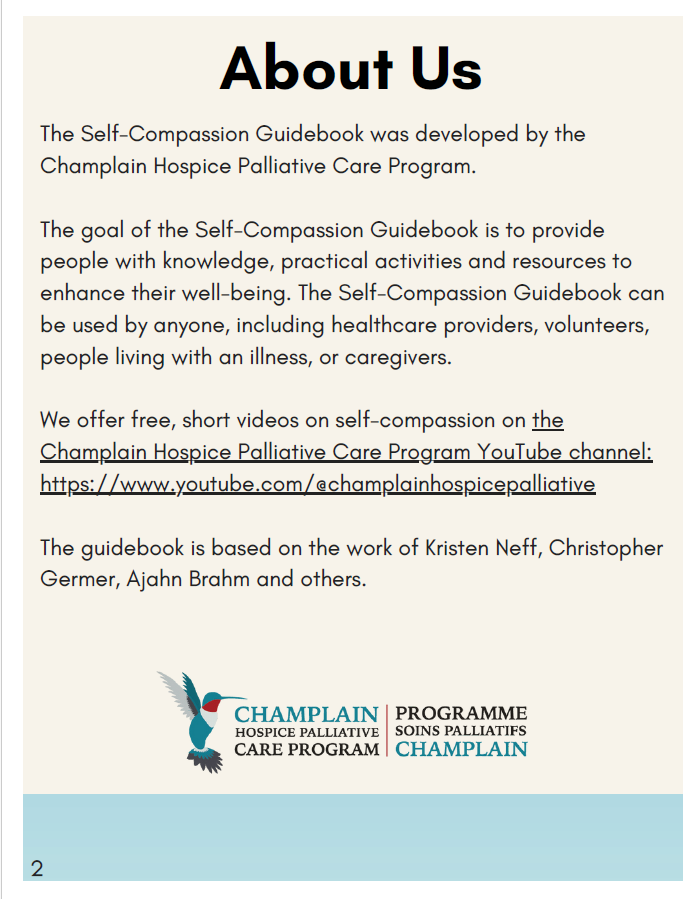 About Us
The Self-Compassion Guidebook was developed by the
Champlain Hospice Palliative Care Program.
The goal of the Self-Compassion Guidebook is to provide
people with knowledge, practical activities and resources to
enhance their well-being. The Self-Compassion Guidebook can
be used by anyone, including healthcare providers, volunteers,
people living with an illness, or caregivers.
We offer free, short videos on self-compassion on the
Champlain Hospice Palliative Care Program YouTube channel:
https://www.youtube.com/@champlainhospicepalliative
The guidebook is based on the work of Kristen Neff, Christopher
Germer, Ajahn Brahm and others.
CHAMPLAIN
HOSPICE PALLIATIVE
CARE PROGRAM
PROGRAMME
SOINS PALLIATIFS
CHAMPLAIN
2